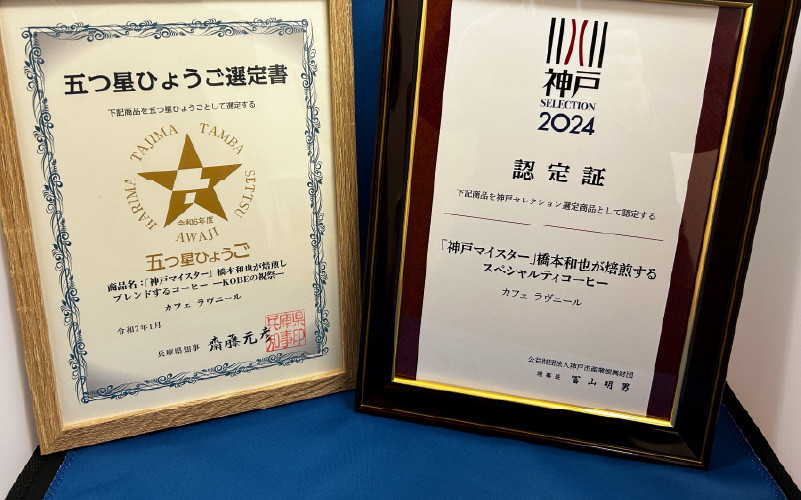 五つ星ひょうご選定書
下記商品を五つ星ひょうごとして選定する
HARIMA TAJIMA TAMBA SETTSU
令和6年度
AWAJI
五つ星ひょうご
商品名:「神戸マイスター」橋本和也が焙煎し
ブレンドするコーヒー ―KOBEの祝祭―
カフェ ラヴニール
令和7年1月
兵庫県知事 齋藤元彦
兵庫県
知事印
神戸
SELECTION
2024
認定証
下記商品を神戸セレクション選定商品として認定する
「神戸マイスター」橋本和也が焙煎する
スペシャルティコーヒー
カフェ ラヴニール
公益財団法人神戸市産業振興財団
理事長 冨山明男